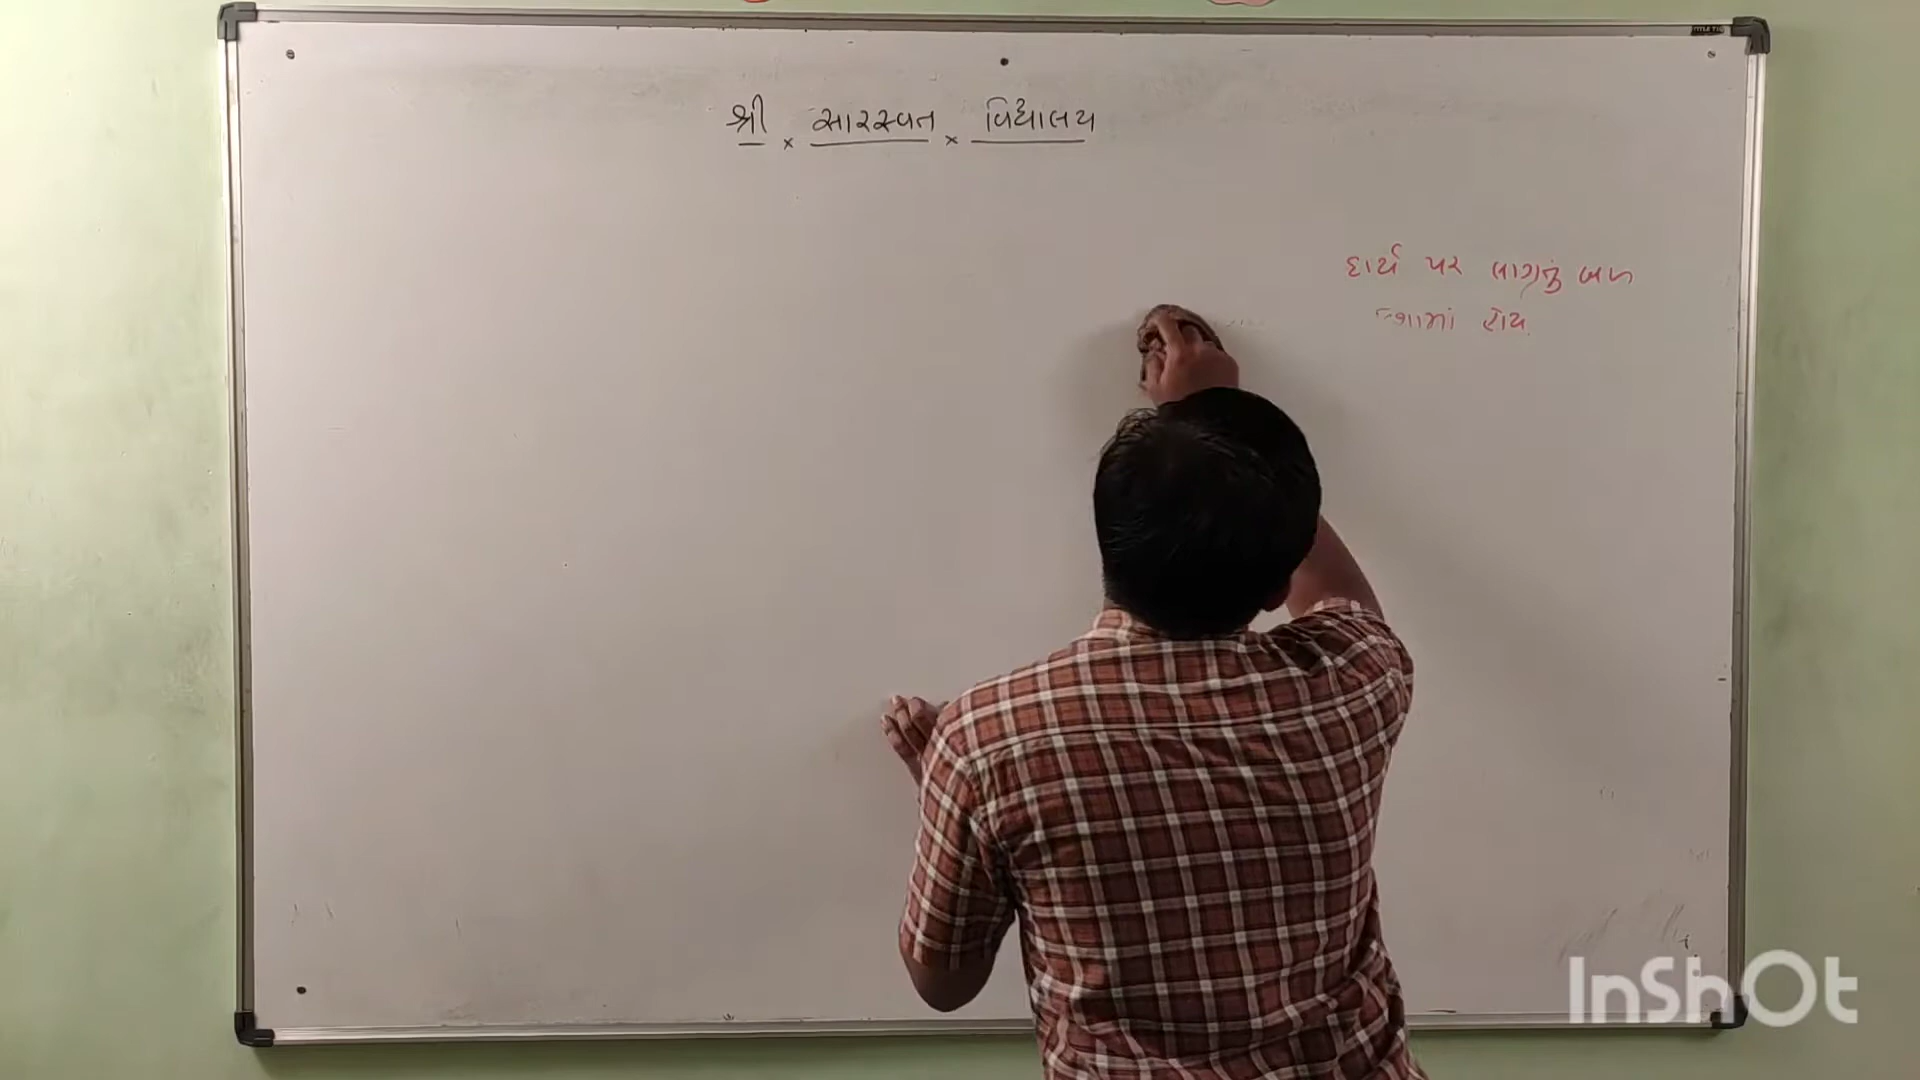 શ્રી × સારસ્વત × વિદ્યાલય
પર લાગતું બળ
હોય
InShOt